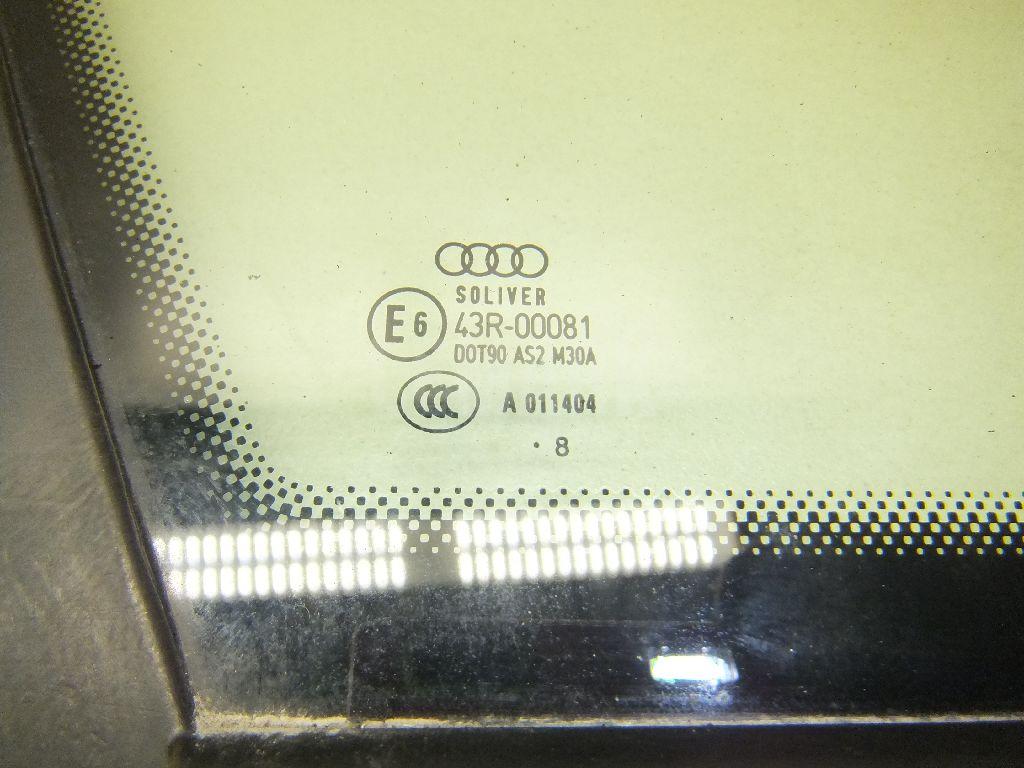 SOLIVER
E6 43R-00081
DOT90 AS2 M30A
CCC A 011404
. 8